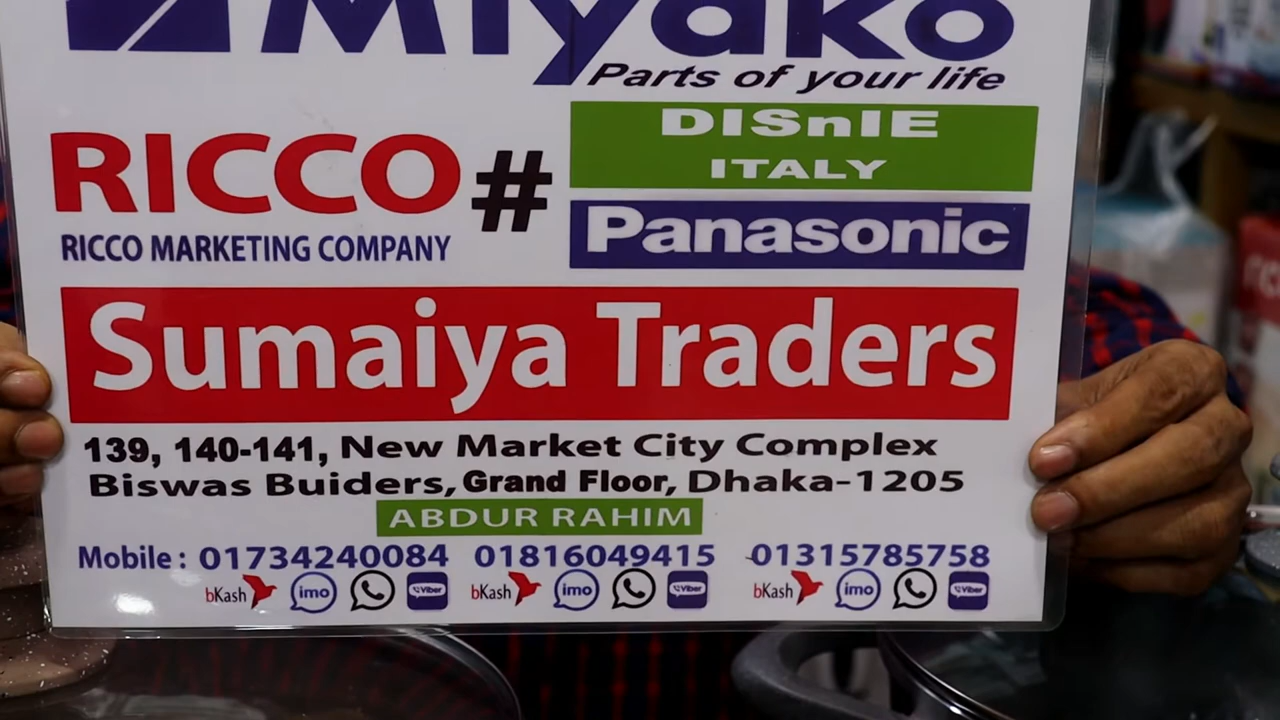 Miyako
Parts of your life
RICCO
RICCO MARKETING COMPANY
#
DISnIE
ITALY
Panasonic
Sumaiya Traders
139, 140-141, New Market City Complex
Biswas Buiders, Grand Floor, Dhaka-1205
ABDUR RAHIM
Mobile : 01734240084 01816049415 01315785758
bKash imo Viber bKash imo Viber bKash imo Viber